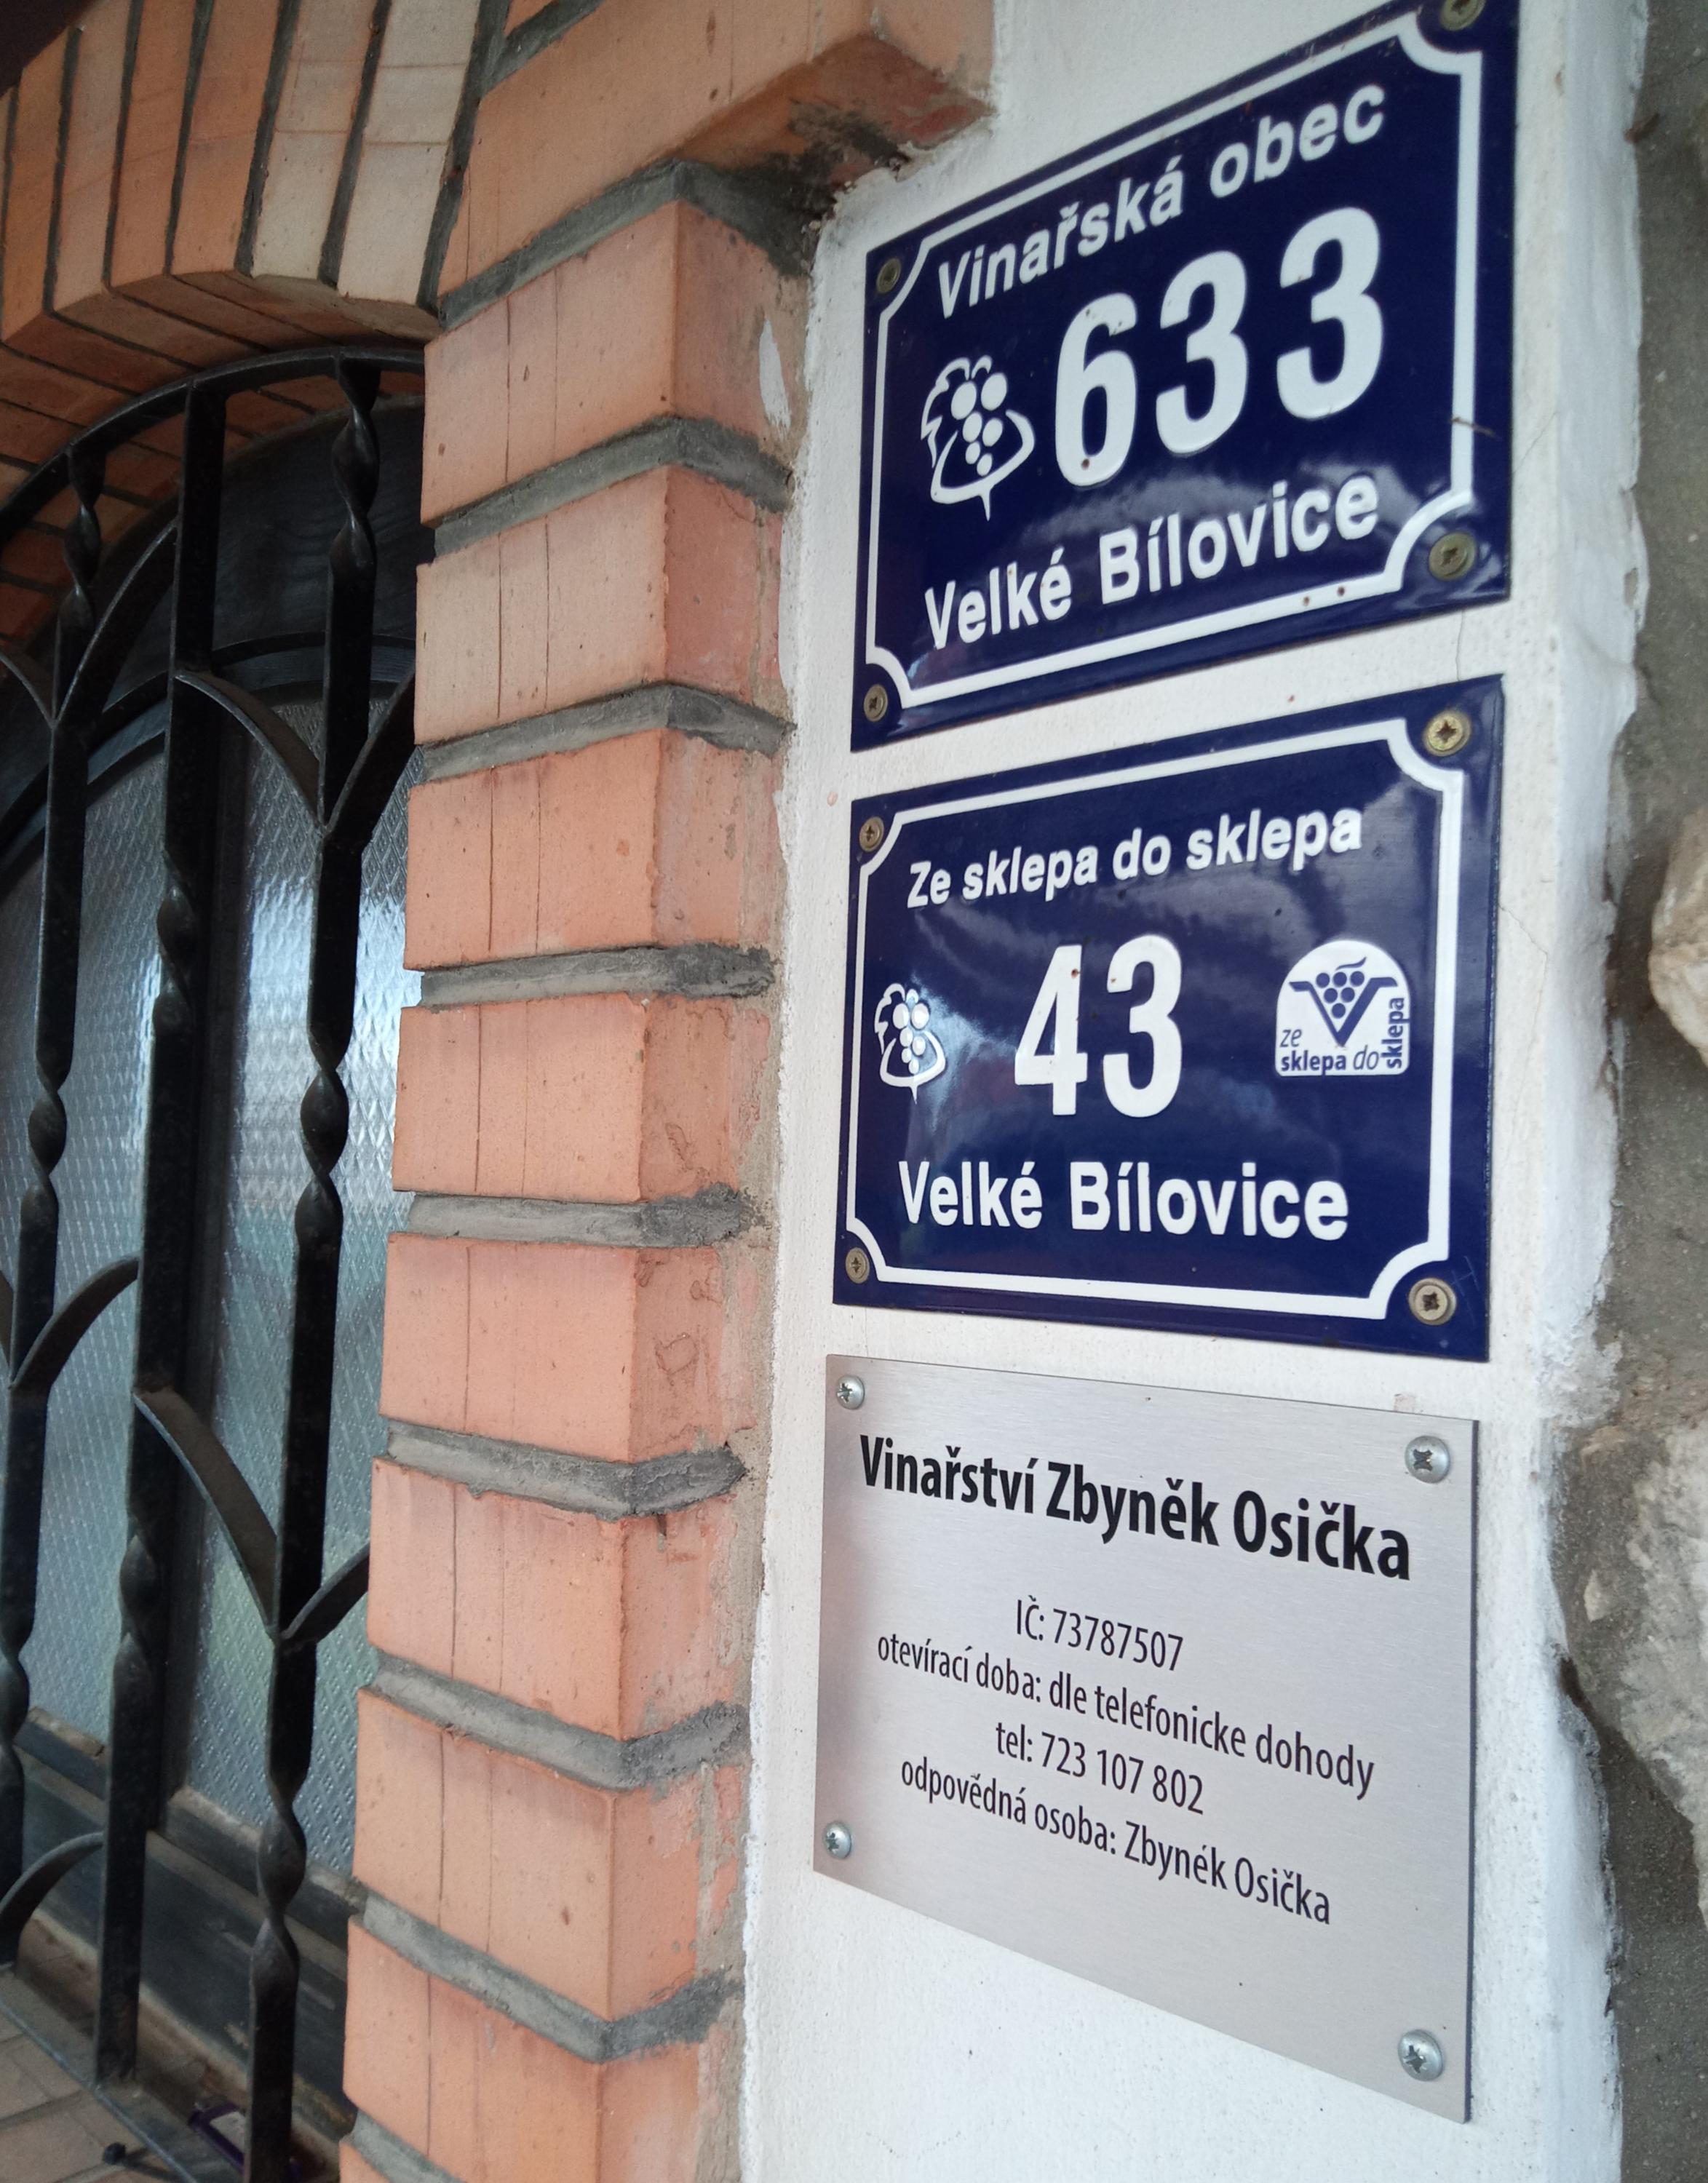 Vinařská obec
633
Velké Bílovice
Ze sklepa do sklepa
43
ze
sklepa do sklepa
Velké Bílovice
Vinařství Zbyněk Osička
IČ: 73787507
otevírací doba: dle telefonicke dohody
tel: 723 107 802
odpovědná osoba: Zbynék Osička